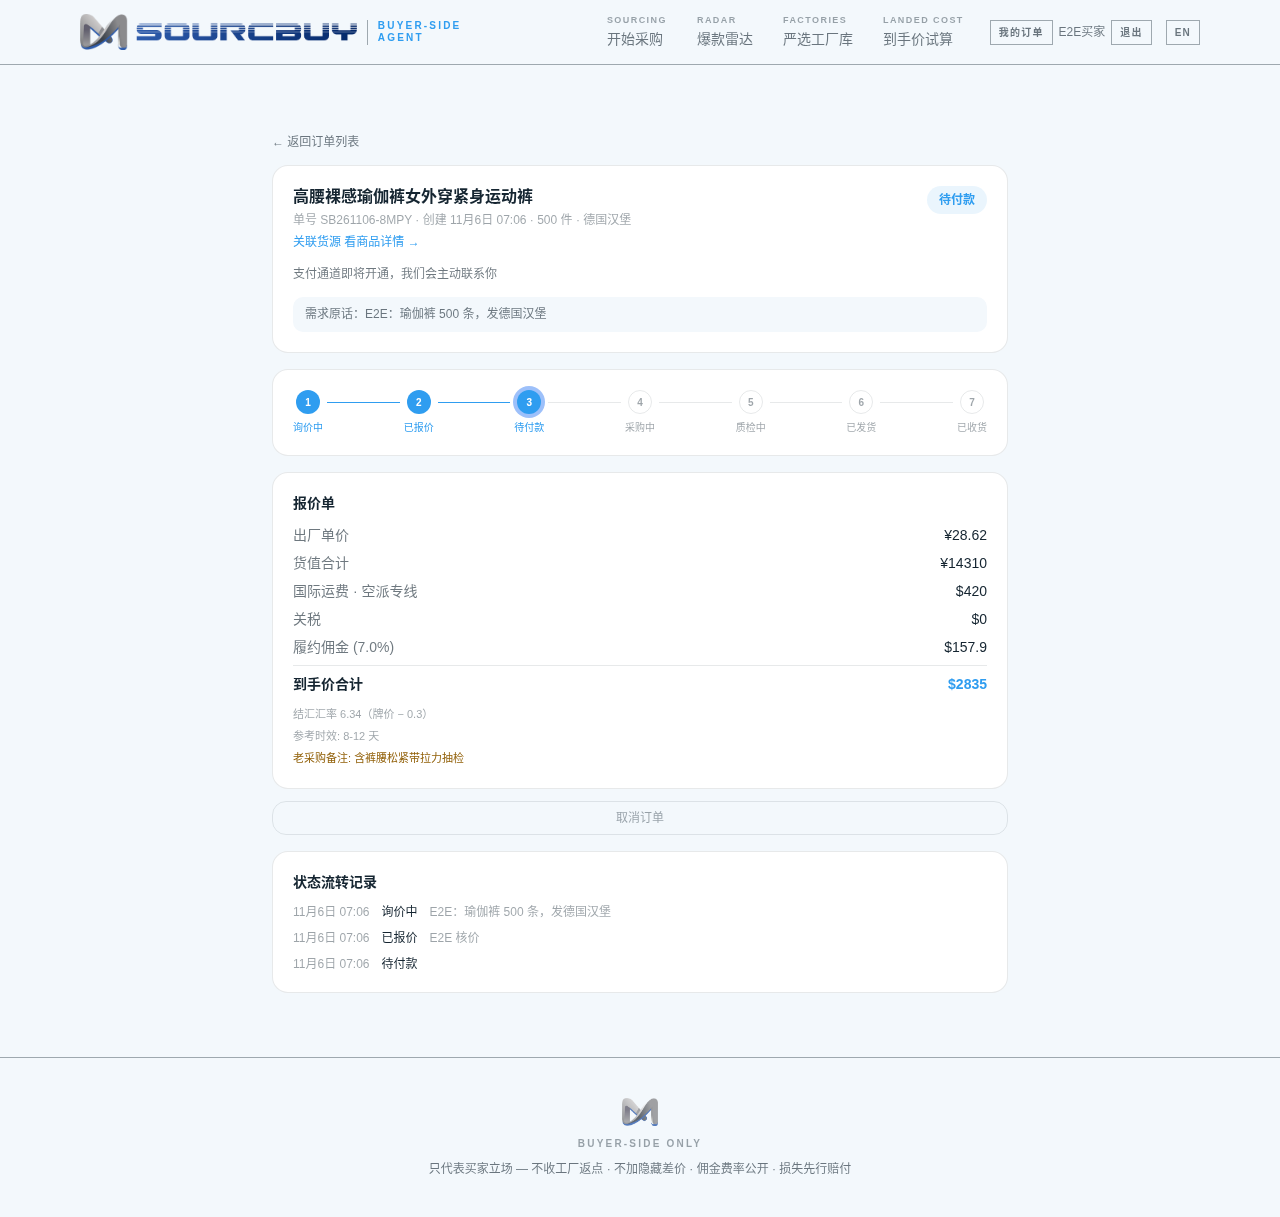 SOURCBUY
BUYER-SIDE
AGENT
SOURCING
开始采购
RADAR
爆款雷达
FACTORIES
严选工厂库
LANDED COST
到手价试算
我的订单
E2E买家
退出
EN
← 返回订单列表
高腰裸感瑜伽裤女外穿紧身运动裤
待付款
单号 SB261106-8MPY · 创建 11月6日 07:06 · 500 件 · 德国汉堡
关联货源 看商品详情 →
支付通道即将开通，我们会主动联系你
需求原话：E2E：瑜伽裤 500 条，发德国汉堡
1 2 3 4 5 6 7
询价中 已报价 待付款 采购中 质检中 已发货 已收货
报价单
出厂单价 ¥28.62
货值合计 ¥14310
国际运费 · 空派专线 $420
关税 $0
履约佣金 (7.0%) $157.9
到手价合计 $2835
结汇汇率 6.34（牌价 − 0.3）
参考时效: 8-12 天
老采购备注: 含裤腰松紧带拉力抽检
取消订单
状态流转记录
11月6日 07:06 询价中 E2E：瑜伽裤 500 条，发德国汉堡
11月6日 07:06 已报价 E2E 核价
11月6日 07:06 待付款
BUYER-SIDE ONLY
只代表买家立场 — 不收工厂返点 · 不加隐藏差价 · 佣金费率公开 · 损失先行赔付